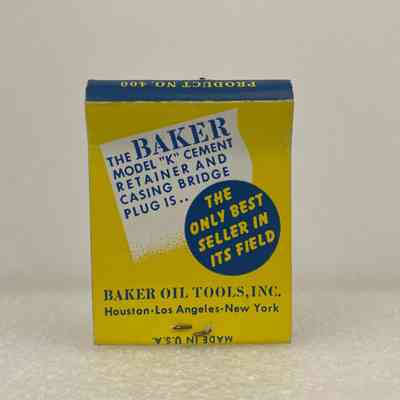 PRODUCT NO. 400
THE BAKER
MODEL "K" CEMENT
RETAINER AND
CASING BRIDGE
PLUG IS..
THE
ONLY BEST
SELLER IN
ITS FIELD
BAKER OIL TOOLS, INC.
Houston-Los Angeles-New York
MADE IN U.S.A.